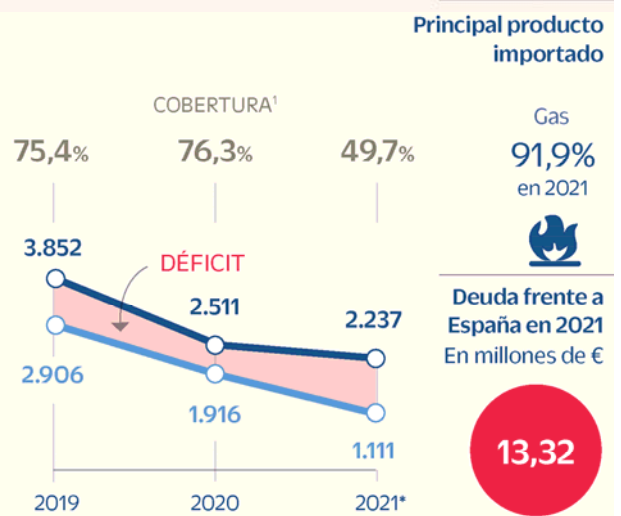 Principal producto
importado
COBERTURA¹
75,4%
76,3%
49,7%
Gas
91,9%
en 2021
3.852
DÉFICIT
2.511
2.237
2.906
1.916
1.111
2019
2020
2021*
Deuda frente a
España en 2021
En millones de €
13,32